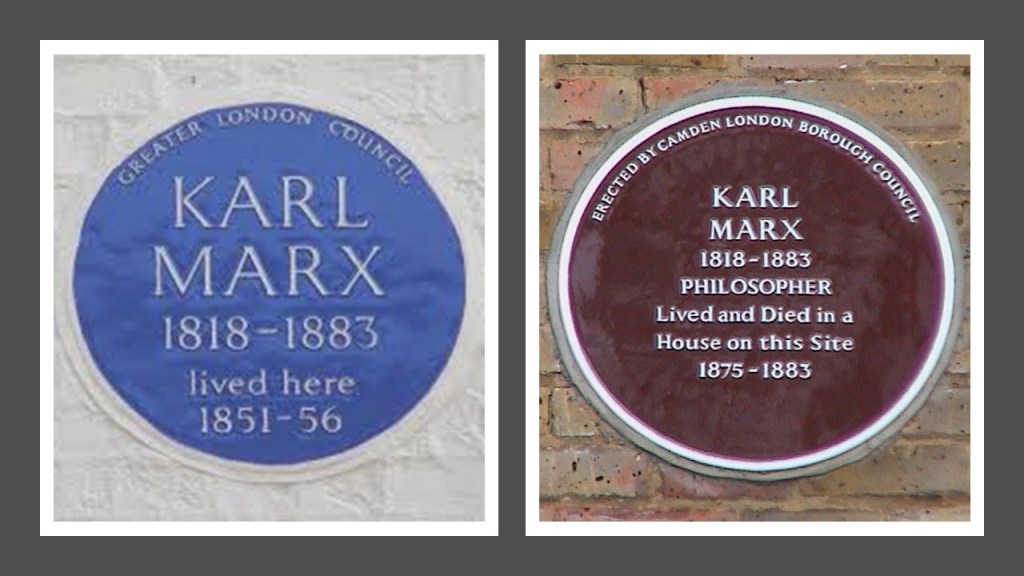 GREATER LONDON COUNCIL
KARL
MARX
1818-1883
lived here
1851-56
ERECTED BY CAMDEN LONDON BOROUGH COUNCIL
KARL
MARX
1818-1883
PHILOSOPHER
Lived and Died in a
House on this Site
1875-1883